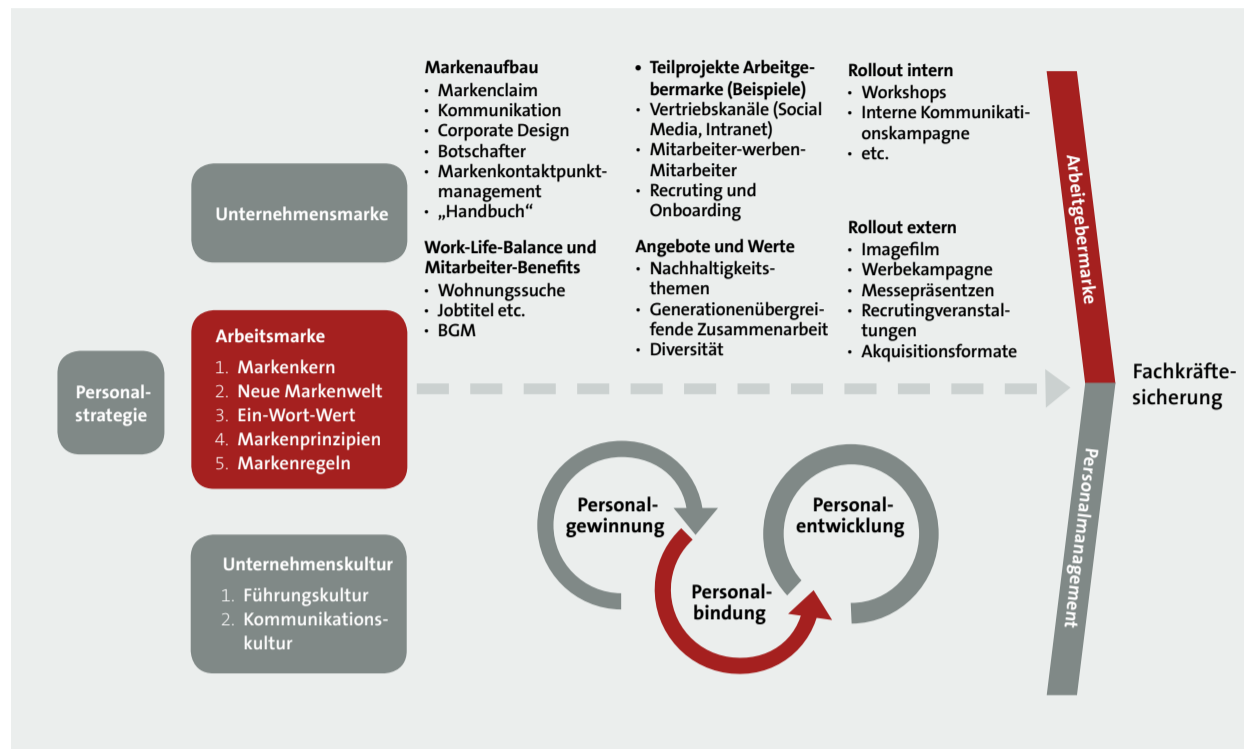 Personal-
strategie
Unternehmensmarke
Arbeitsmarke
1. Markenkern
2. Neue Markenwelt
3. Ein-Wort-Wert
4. Markenprinzipien
5. Markenregeln
Unternehmenskultur
1. Führungskultur
2. Kommunikations-
kultur
Markenaufbau
· Markenclaim
· Kommunikation
· Corporate Design
· Botschafter
· Markenkontaktpunkt-
management
· „Handbuch“
Work-Life-Balance und
Mitarbeiter-Benefits
· Wohnungssuche
· Jobtitel etc.
· BGM
• Teilprojekte Arbeitge-
bermarke (Beispiele)
· Vertriebskanäle (Social
Media, Intranet)
· Mitarbeiter-werben-
Mitarbeiter
· Recruting und
Onboarding
Angebote und Werte
· Nachhaltigkeits-
themen
· Generationenübergrei-
fende Zusammenarbeit
· Diversität
Rollout intern
· Workshops
· Interne Kommunikati-
onskampagne
· etc.
Rollout extern
· Imagefilm
· Werbekampagne
· Messepräsentzen
· Recrutingveranstal-
tungen
· Akquisitionsformate
Personal-
gewinnung
Personal-
bindung
Personal-
entwicklung
Arbeitgebermarke
Personalmanagement
Fachkräfte-
sicherung